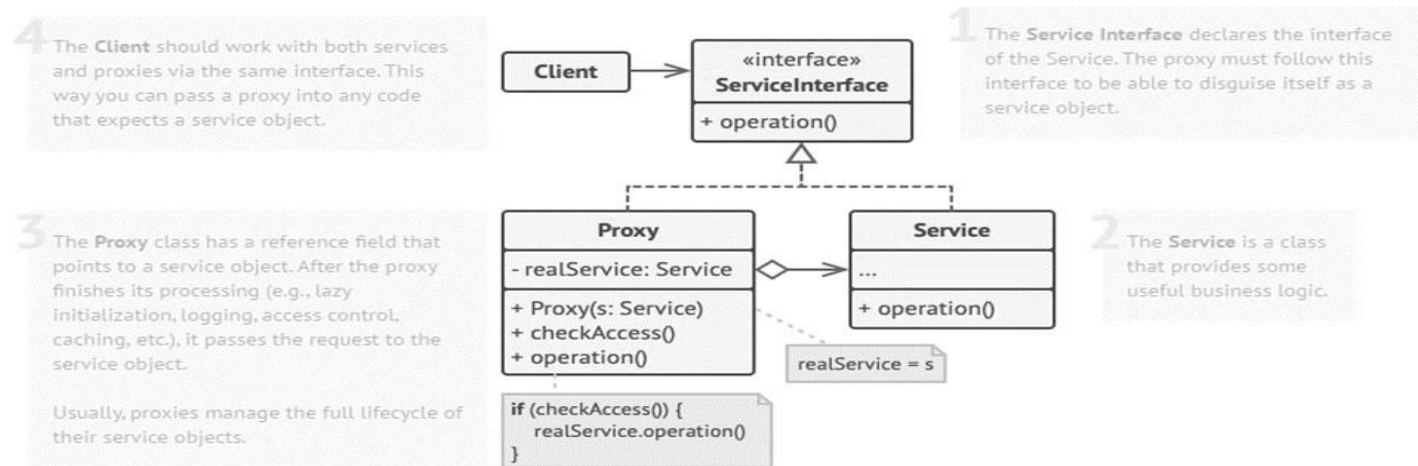 4
The Client should work with both services
and proxies via the same interface. This
way you can pass a proxy into any code
that expects a service object.
Client
«interface»
ServiceInterface
+ operation()
1
The Service Interface declares the interface
of the Service. The proxy must follow this
interface to be able to disguise itself as a
service object.
3
The Proxy class has a reference field that
points to a service object. After the proxy
finishes its processing (e.g., lazy
initialization, logging, access control,
caching, etc.), it passes the request to the
service object.
Usually, proxies manage the full lifecycle of
their service objects.
Proxy
- realService: Service
+ Proxy(s: Service)
+ checkAccess()
+ operation()
Service
...
+ operation()
2
The Service is a class
that provides some
useful business logic.
realService = s
if (checkAccess()) {
realService.operation()
}